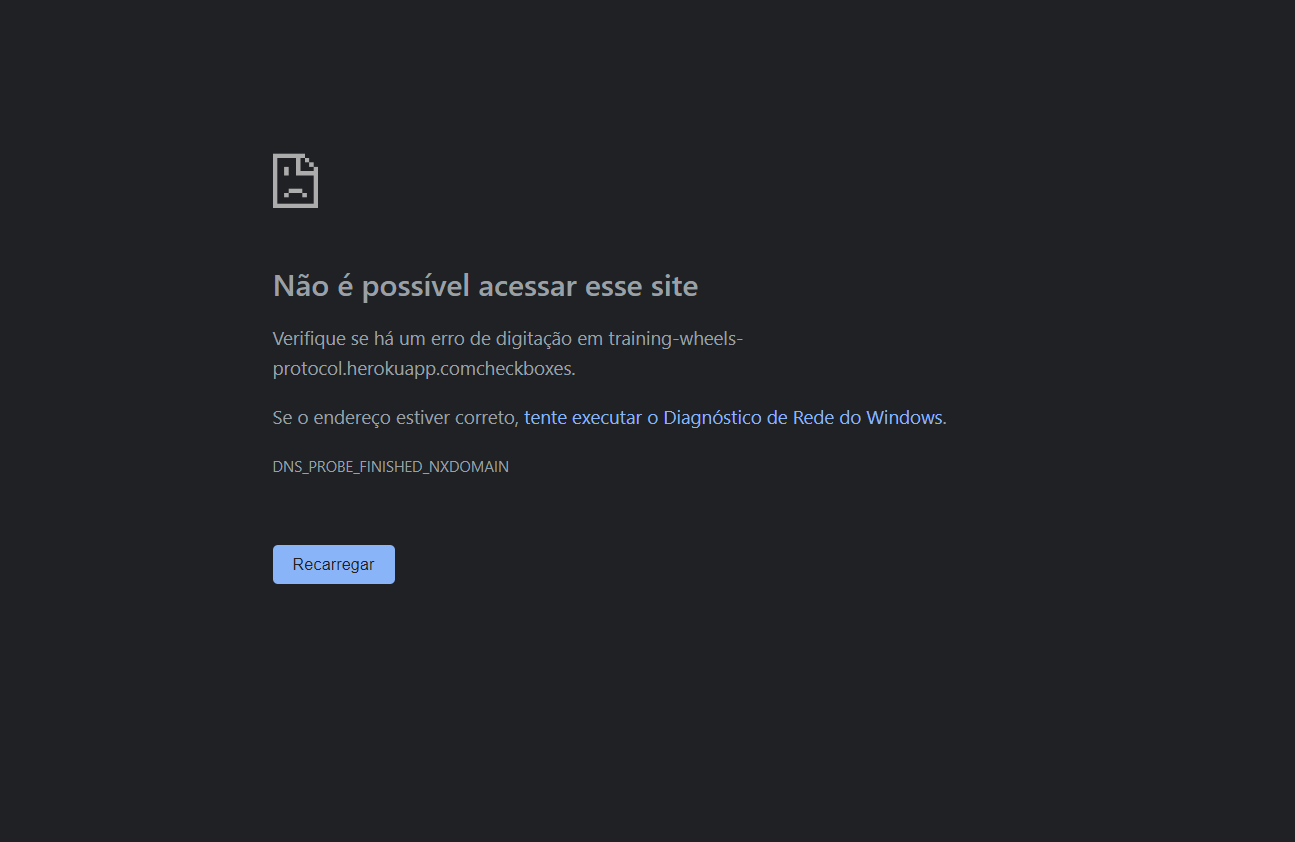 Não é possível acessar esse site
Verifique se há um erro de digitação em training-wheels-
protocol.herokuapp.comcheckboxes.
Se o endereço estiver correto, tente executar o Diagnóstico de Rede do Windows.
DNS_PROBE_FINISHED_NXDOMAIN
Recarregar